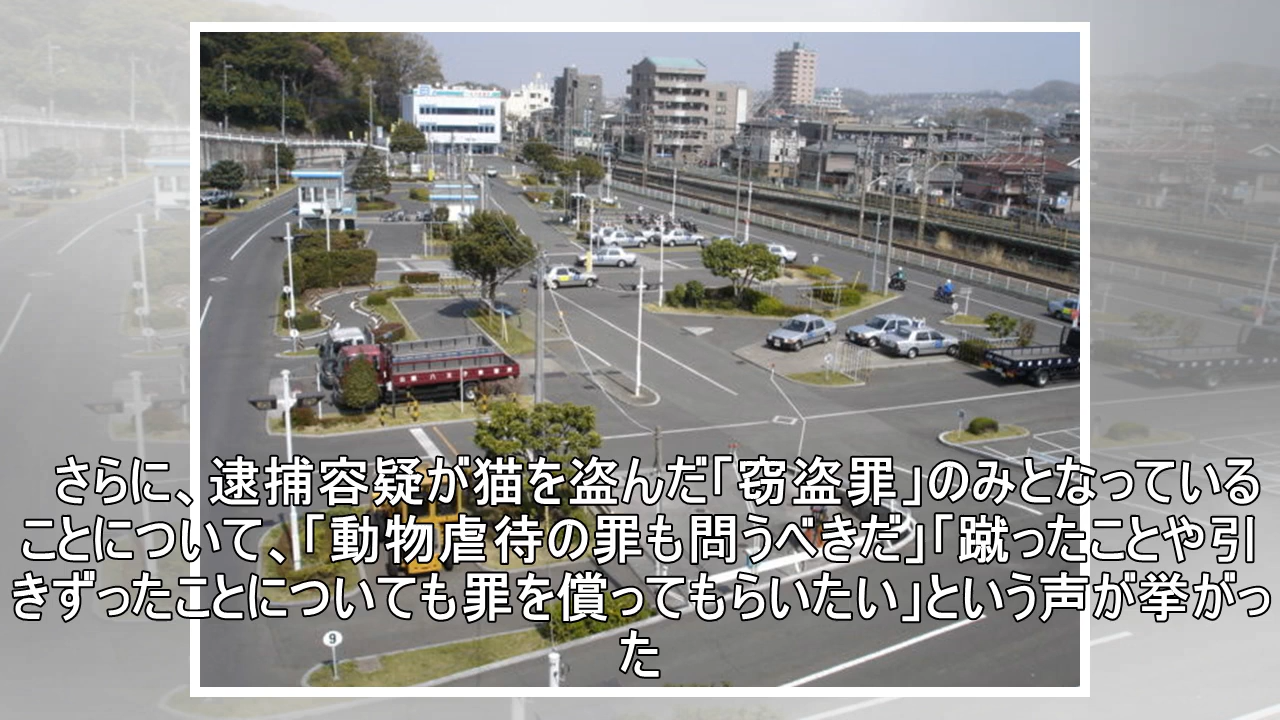 さらに、逮捕容疑が猫を盗んだ「窃盗罪」のみとなっている
ことについて、「動物虐待の罪も問うべきだ」「蹴ったことや引
きずったことについても罪を償ってもらいたい」という声が挙がっ
た
9